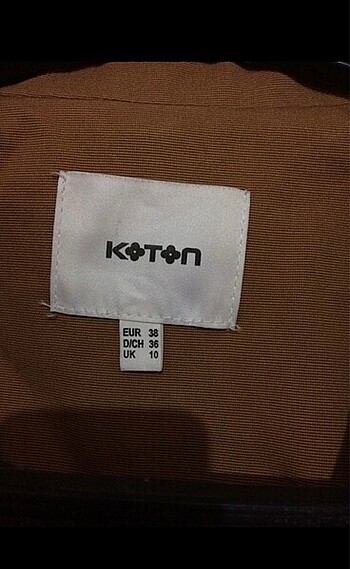 KOTON
EUR 38
D/CH 36
UK 10